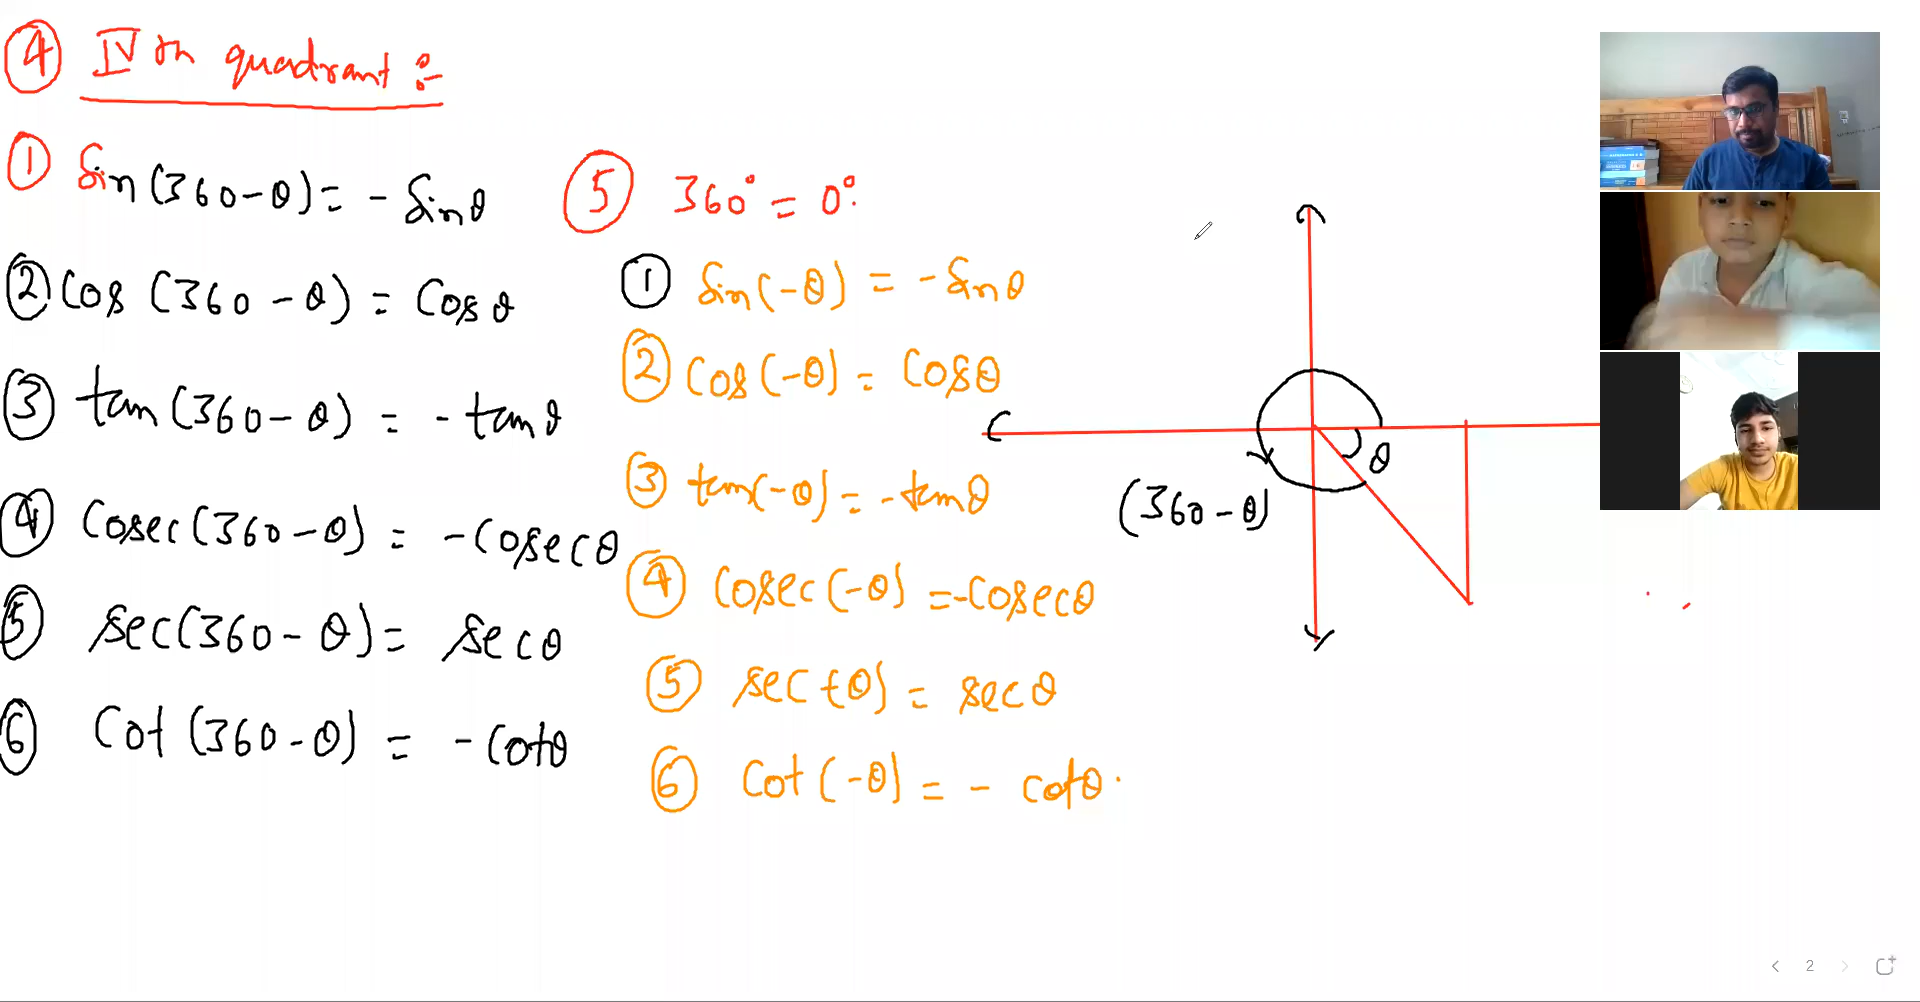 ④ IV th quadrant :-
① sin(360-θ) = - sinθ
② cos (360-θ) = cosθ
③ tan(360-θ) = - tanθ
④ cosec(360-θ) = -cosecθ
⑤ sec(360-θ) = secθ
⑥ cot (360-θ) = - cotθ
⑤ 360° = 0°.
① sin(-θ) = - sinθ
② cos(-θ) = cosθ
③ tan(-θ) = -tanθ
④ cosec(-θ) = -cosecθ
⑤ sec(-θ) = secθ
⑥ cot(-θ) = - cotθ.
θ
(360-θ)
2